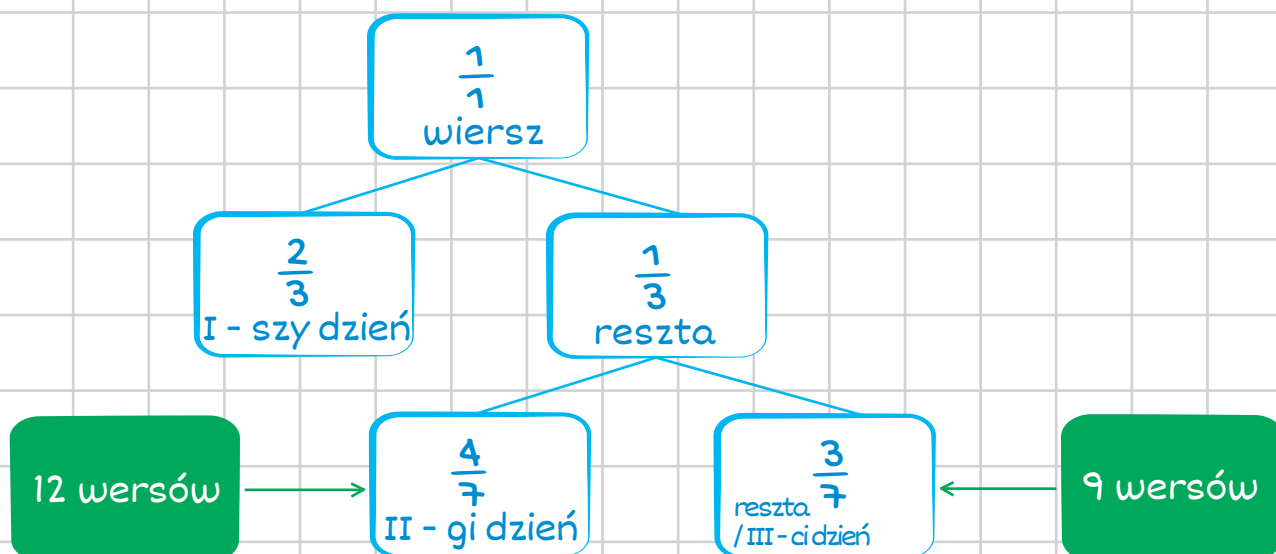 1
1
wiersz
2
3
I - szy dzień
1
3
reszta
12 wersów
4
7
II - gi dzień
3
7
reszta
/ III - ci dzień
9 wersów